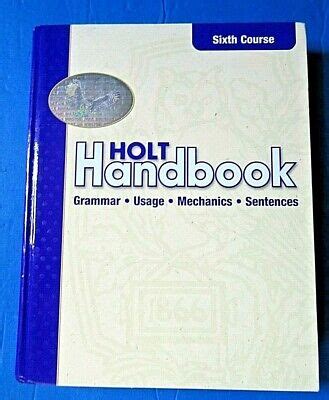 Sixth Course
HOLT
Handbook
Grammar • Usage • Mechanics • Sentences
1866